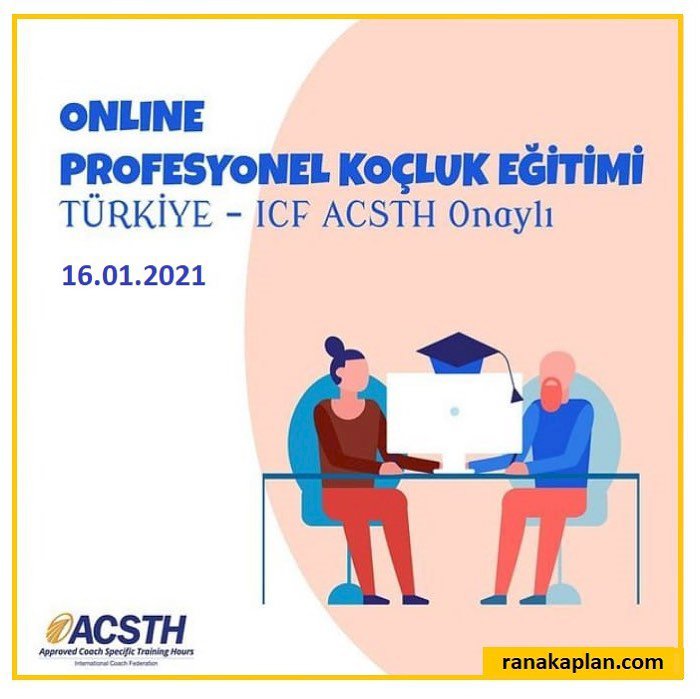 ONLINE
PROFESYONEL KOÇLUK EĞİTİMİ
TÜRKİYE - ICF ACSTH Onaylı
16.01.2021
ACSTH
Approved Coach Specific Training Hours
International Coach Federation
ranakaplan.com